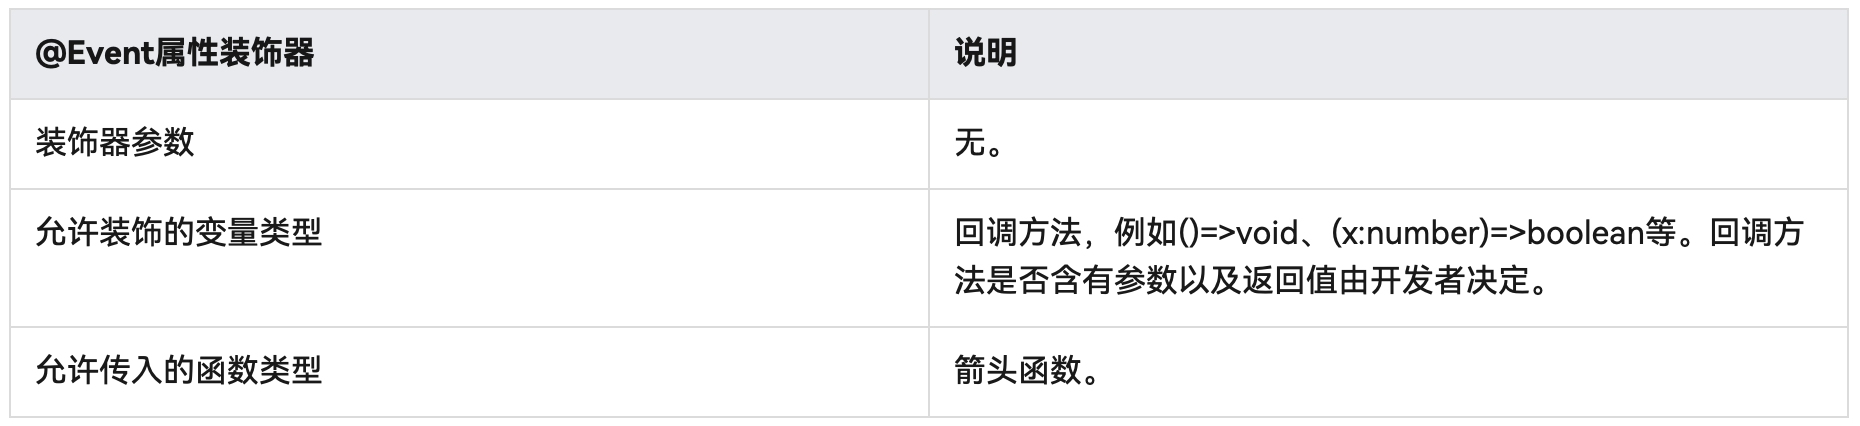 @Event属性装饰器
说明
装饰器参数
无。
允许装饰的变量类型
回调方法，例如()=>void、(x:number)=>boolean等。回调方
法是否含有参数以及返回值由开发者决定。
允许传入的函数类型
箭头函数。